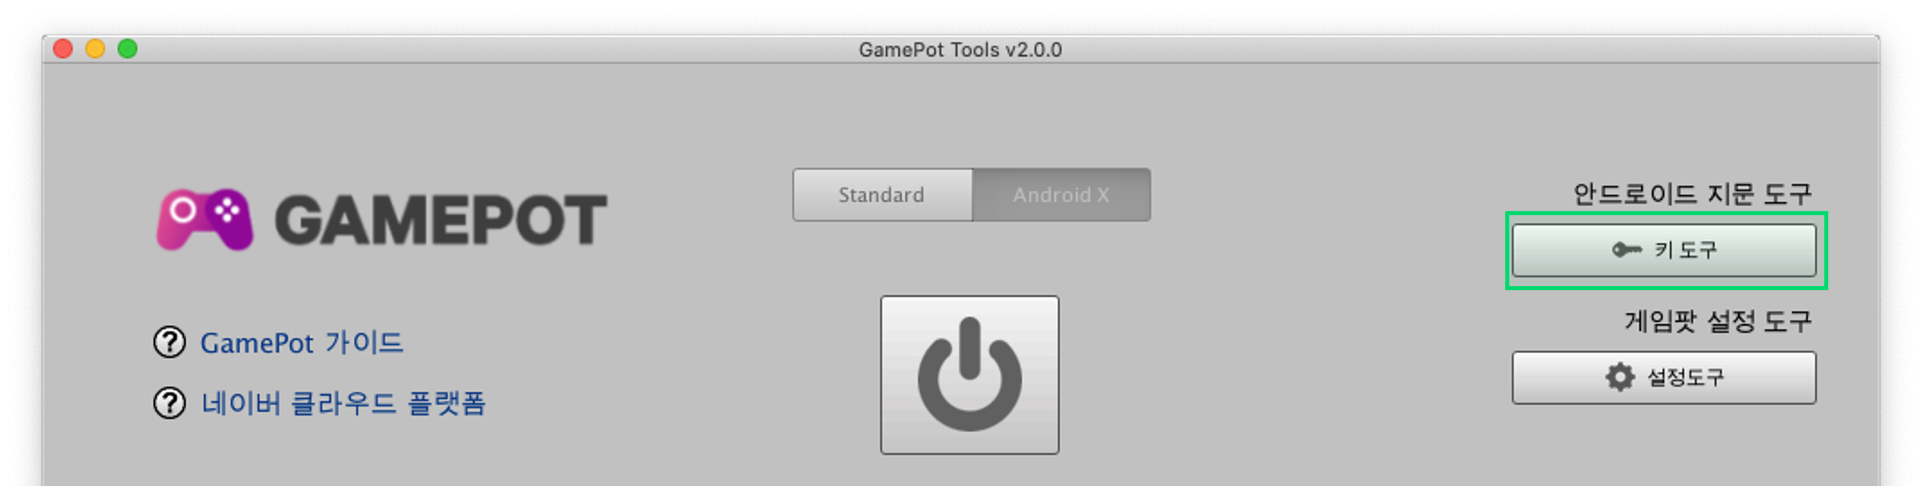 GamePot Tools v2.0.0
GAMEPOT
GamePot 가이드
네이버 클라우드 플랫폼
Standard
Android X
안드로이드 지문 도구
키 도구
게임팟 설정 도구
설정도구